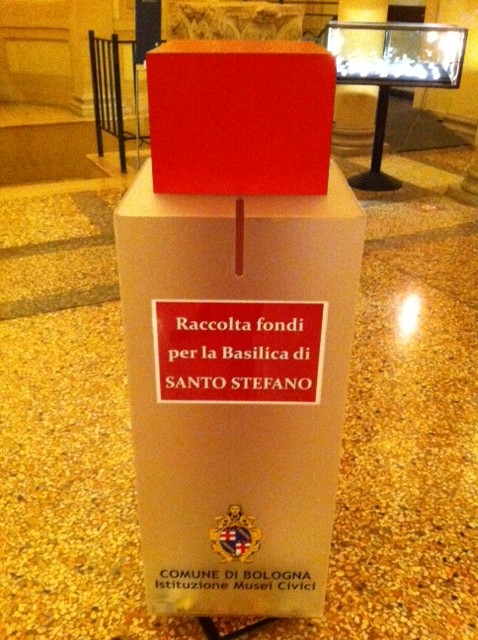 Raccolta fondi
per la Basilica di
SANTO STEFANO
COMUNE DI BOLOGNA
Istituzione Musei Civici